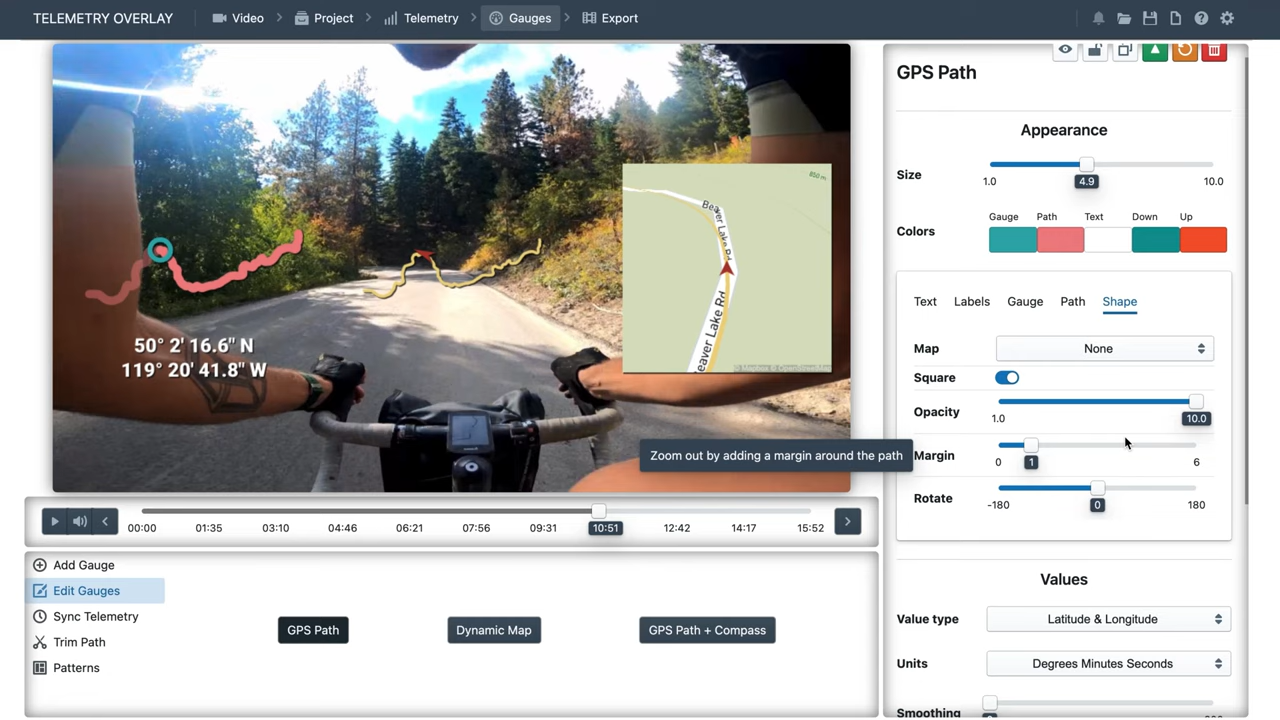 TELEMETRY OVERLAY
Video
Project
Telemetry
Gauges
Export
GPS Path
Appearance
Size
1.0
4.9
10.0
Colors
Gauge Path Text Down Up
Text Labels Gauge Path Shape
Map
None
Square
Opacity
1.0
10.0
Margin
0
1
6
Rotate
-180
0
180
Values
Value type
Latitude & Longitude
Units
Degrees Minutes Seconds
Smoothing
850 m
Beaver Lake Rd
Beaver Lake Rd
50° 2' 16.6" N
119° 20' 41.8" W
Zoom out by adding a margin around the path
00:00 01:35 03:10 04:46 06:21 07:56 09:31 10:51 12:42 14:17 15:52
Add Gauge
Edit Gauges
Sync Telemetry
Trim Path
Patterns
GPS Path
Dynamic Map
GPS Path + Compass